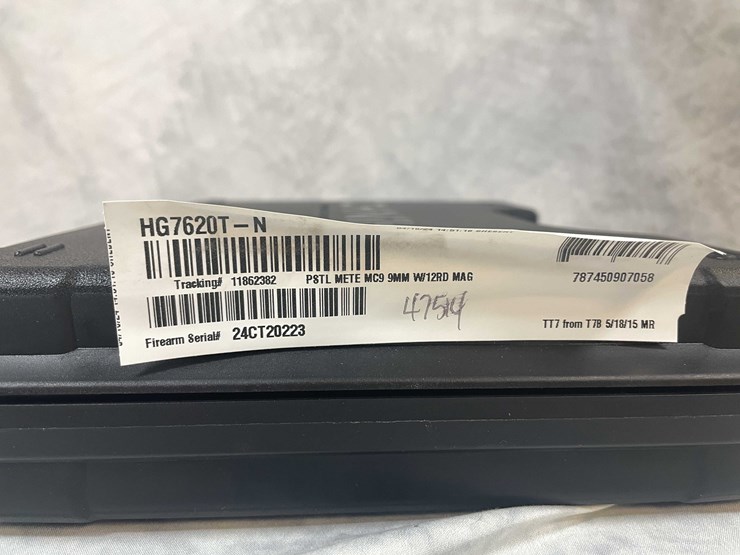 HG7620T-N
Tracking# 11862382 PSTL METE MC9 9MM W/12RD MAG
787450907058
Firearm Serial# 24CT20223
TT7 from T7B 5/18/15 MR